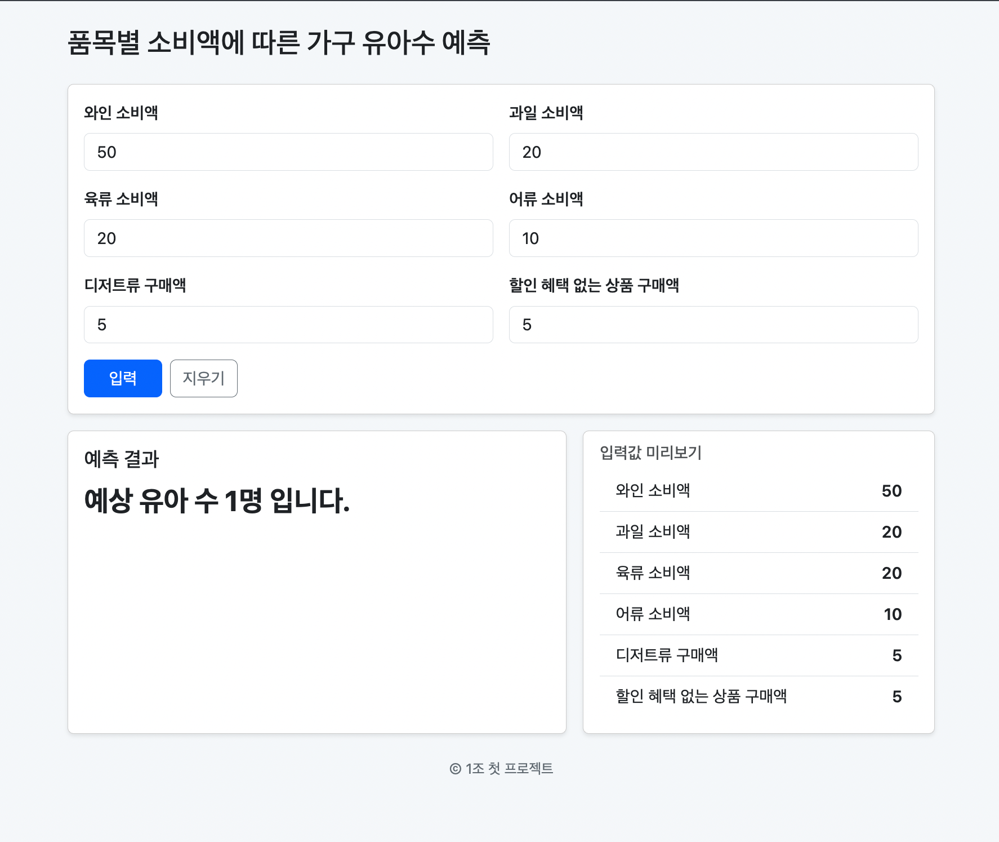 품목별 소비액에 따른 가구 유아수 예측
와인 소비액
과일 소비액
50
20
육류 소비액
어류 소비액
20
10
디저트류 구매액
할인 혜택 없는 상품 구매액
5
5
입력
지우기
예측 결과
예상 유아 수 1명 입니다.
입력값 미리보기
와인 소비액 50
과일 소비액 20
육류 소비액 20
어류 소비액 10
디저트류 구매액 5
할인 혜택 없는 상품 구매액 5
© 1조 첫 프로젝트